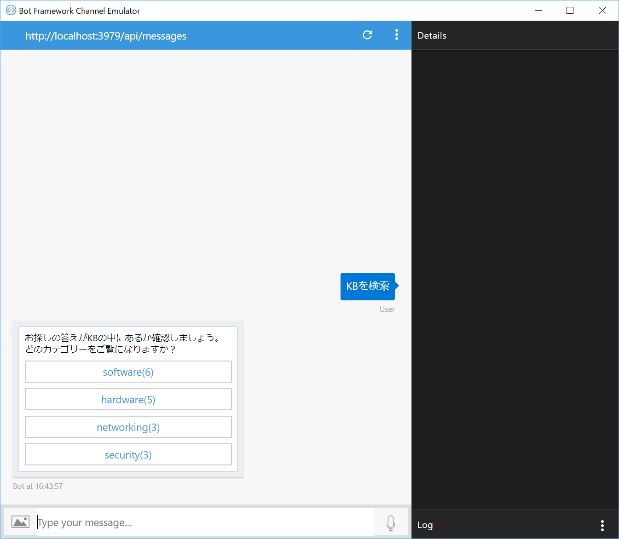 Bot Framework Channel Emulator
http://localhost:3979/api/messages
Details
KBを検索
User
お探しの答えがKBの中にあるか確認しましょう。
どのカテゴリーをご覧になりますか？
software(6)
hardware(5)
networking(3)
security(3)
Bot at 16:43:57
Type your message...
Log